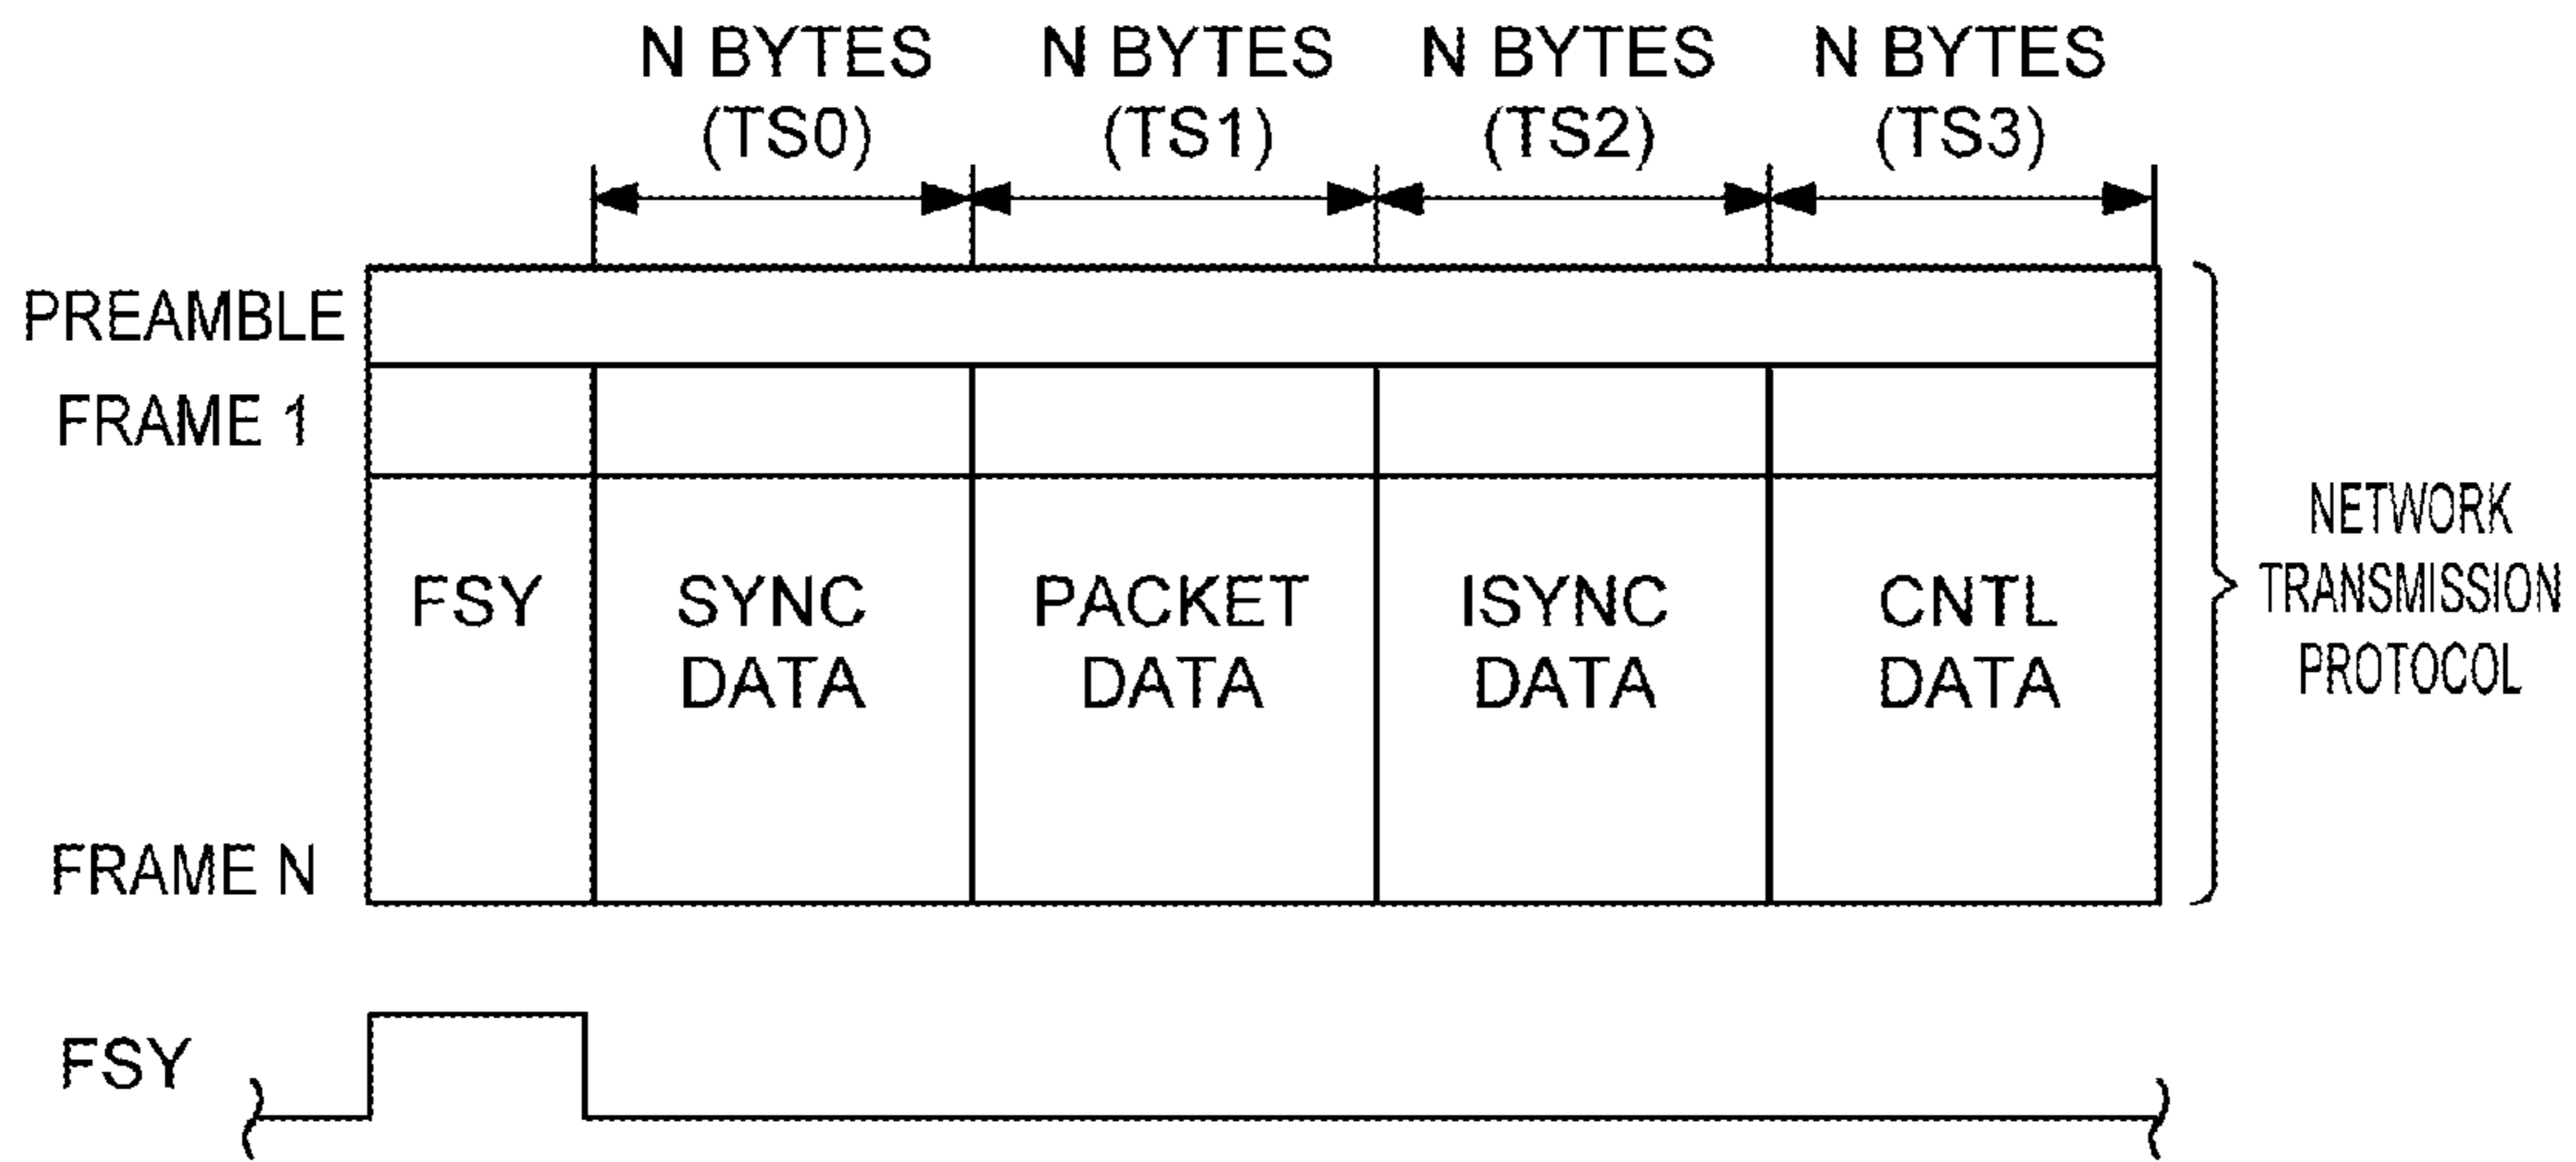 N BYTES N BYTES N BYTES N BYTES
(TS0) (TS1) (TS2) (TS3)
PREAMBLE
FRAME 1
FSY SYNC PACKET ISYNC CNTL
DATA DATA DATA DATA
NETWORK
TRANSMISSION
PROTOCOL
FRAME N
FSY